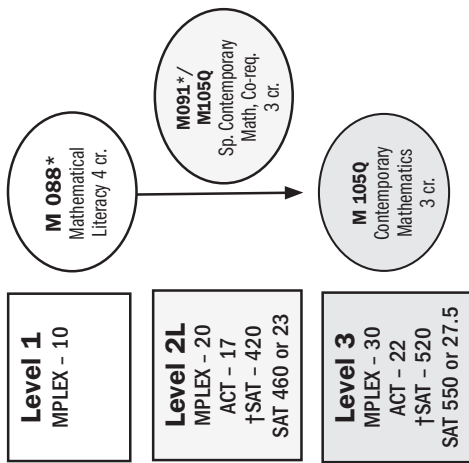 Level 1
MPLEX – 10
M 088*
Mathematical
Literacy 4 cr.
Level 2L
MPLEX – 20
ACT – 17
†SAT – 420
SAT 460 or 23
M091*/
M105Q
Sp. Contemporary
Math, Co-req.
3 cr.
Level 3
MPLEX – 30
ACT – 22
†SAT – 520
SAT 550 or 27.5
M 105Q
Contemporary
Mathematics
3 cr.